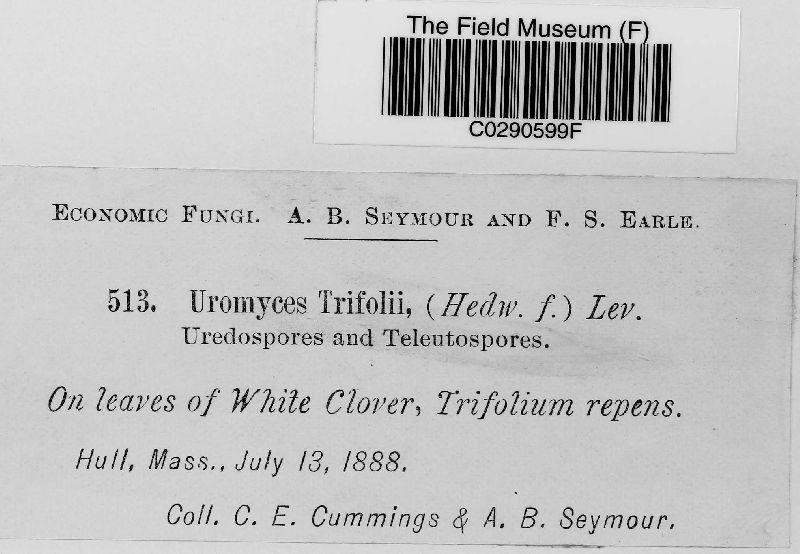 The Field Museum (F)
C0290599F
Economic Fungi. A. B. Seymour and F. S. Earle.
513. Uromyces Trifolii, (Hedw. f.) Lev.
Uredospores and Teleutospores.
On leaves of White Clover, Trifolium repens.
Hull, Mass., July 13, 1888.
Coll. C. E. Cummings & A. B. Seymour.